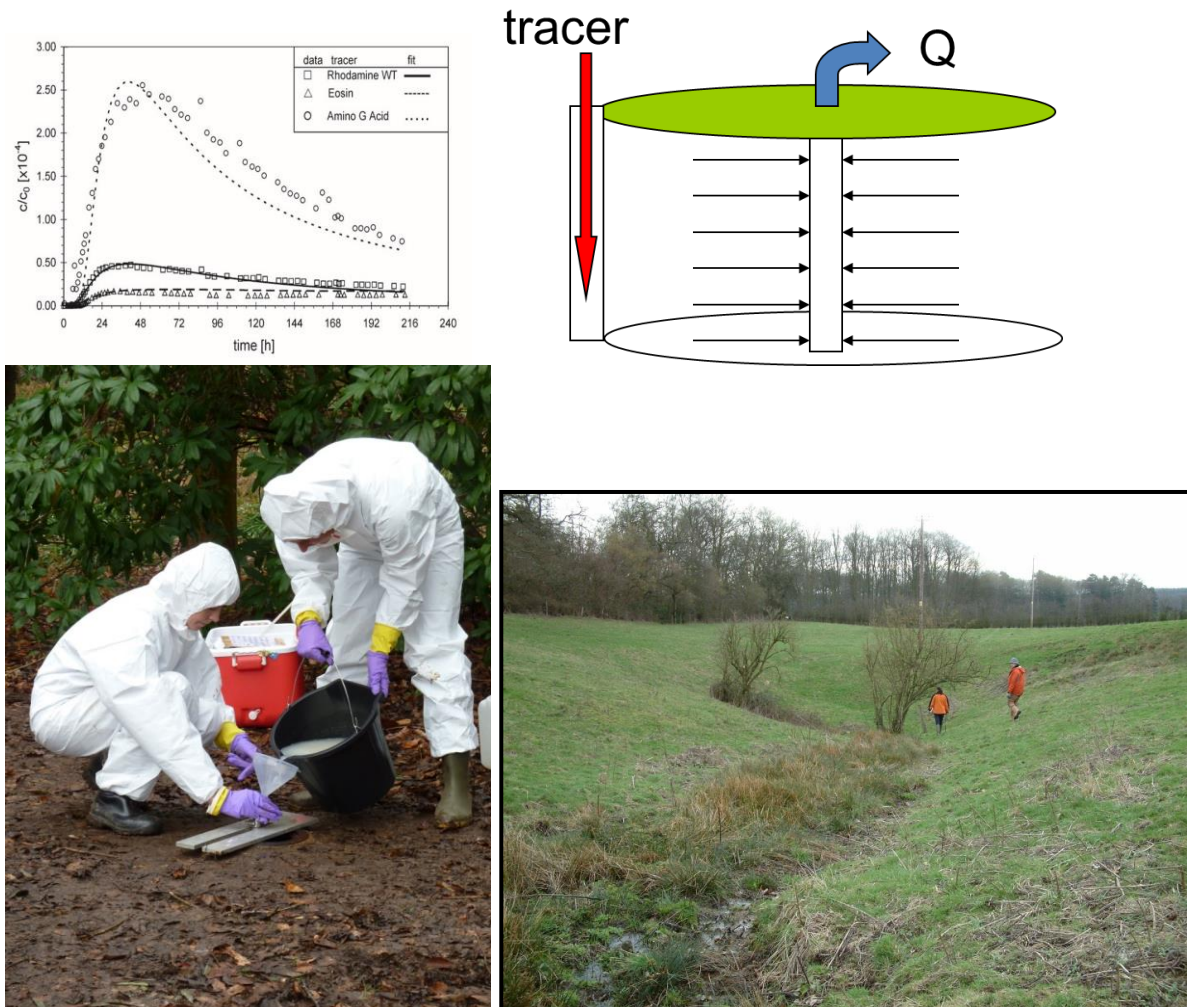 3.00
2.50
2.00
1.50
1.00
0.50
0.00
c/c₀ [x10⁻⁴]
0 24 48 72 96 120 144 168 192 216 240
time [h]
data tracer fit
Rhodamine WT
Eosin
Amino G Acid
tracer
Q